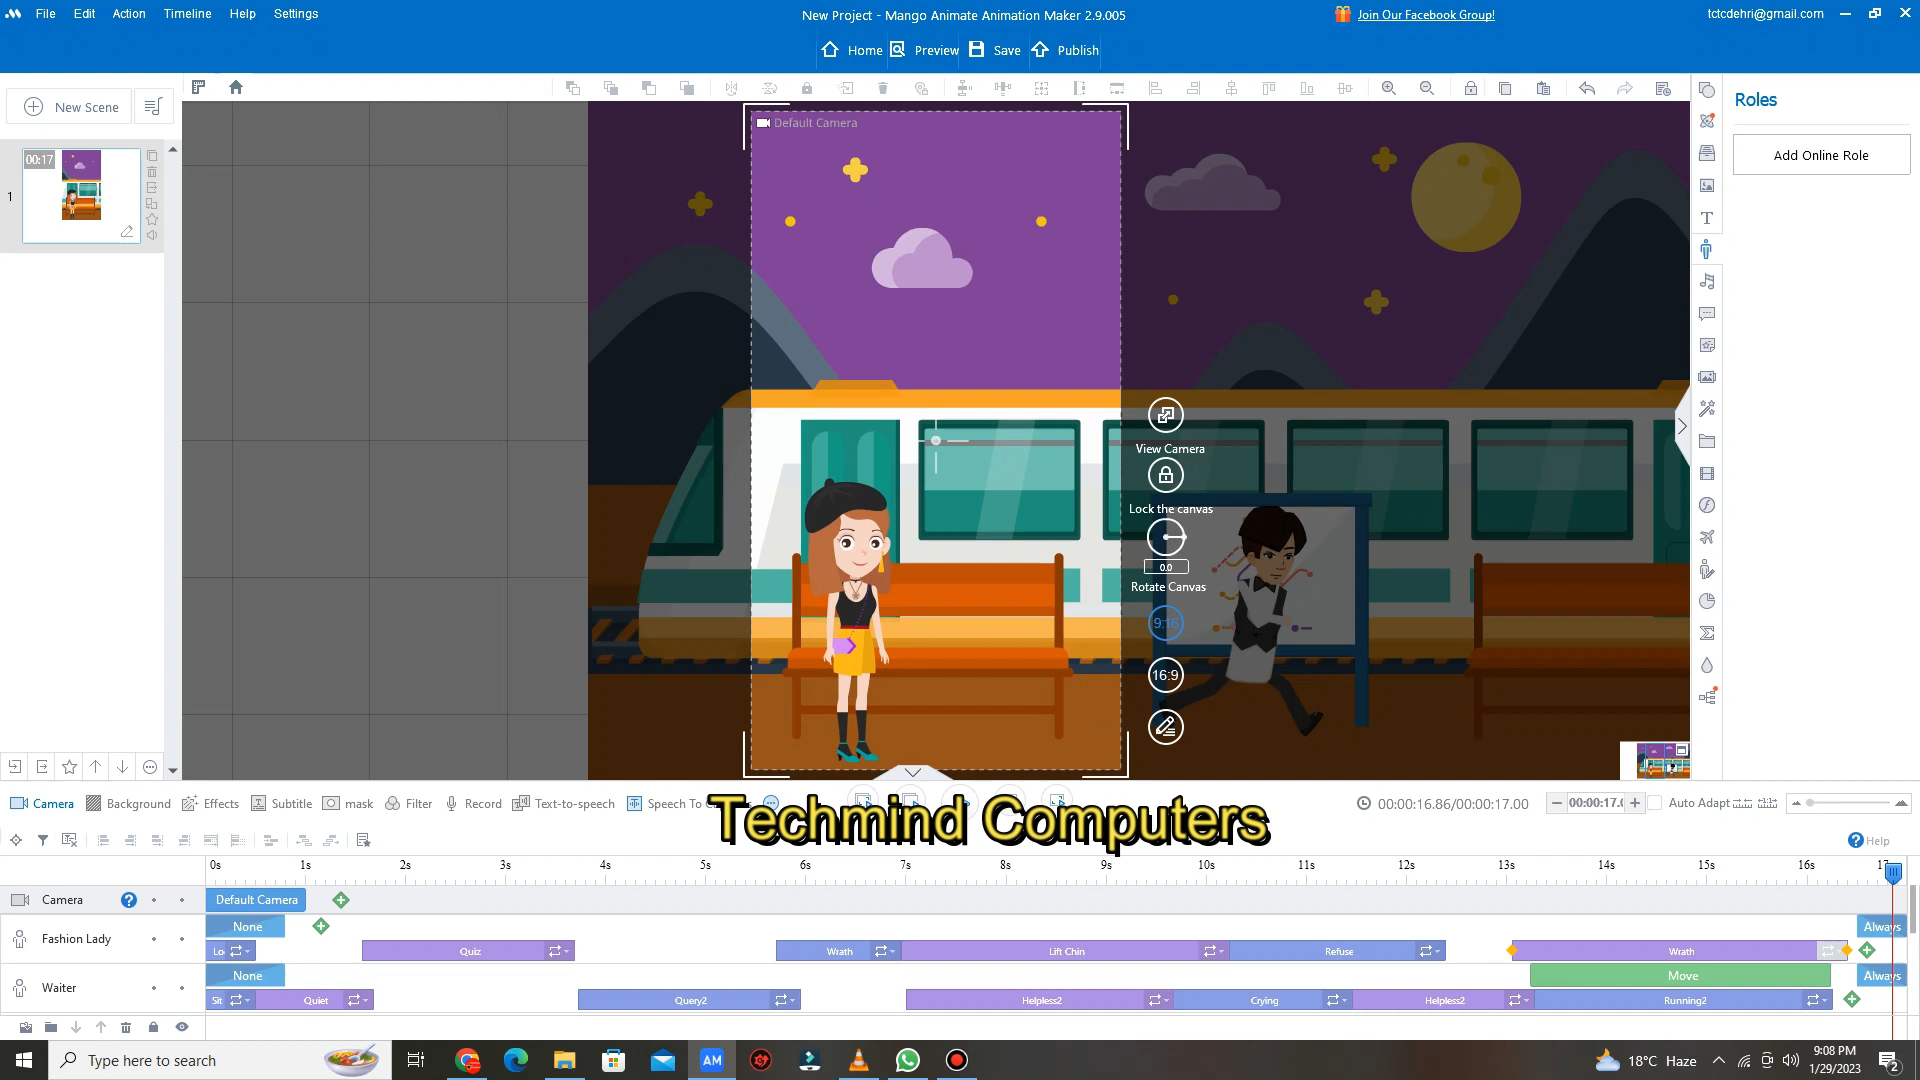 File Edit Action Timeline Help Settings
New Project - Mango Animate Animation Maker 2.9.005
Join Our Facebook Group!
tctcdehri@gmail.com
Home Preview Save Publish
New Scene
Roles
Add Online Role
00:17
1
Default Camera
View Camera
Lock the canvas
0.0
Rotate Canvas
9:16
16:9
Camera Background Effects Subtitle mask Filter Record Text-to-speech
00:00:16.86/00:00:17.00
00:00:17.
Auto Adapt
Techmind Computers
Help
0s 1s 2s 3s 4s 5s 6s 7s 8s 9s 10s 11s 12s 13s 14s 15s 16s
Camera ? Default Camera
None
Fashion Lady
Always
Lo Quiz Wrath Lift Chin Refuse Wrath
None Move
Waiter
Always
Sit Quiet Query2 Helpless2 Crying Helpless2 Running2
Type here to search
AM
18°C Haze
9:08 PM
1/29/2023
2